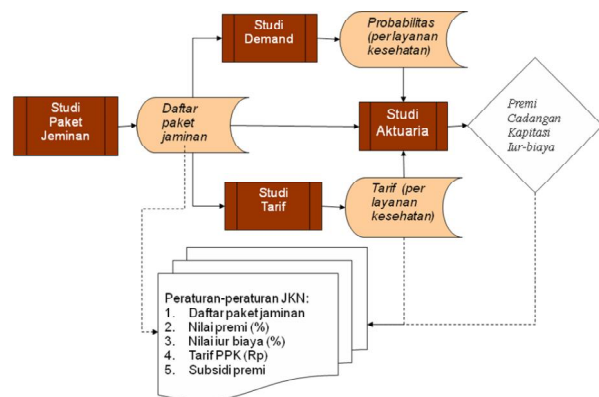 Studi
Paket
Jeminan
Daftar
paket
jaminan
Studi
Demand
Probabilitas
(per layanan
kesehatan)
Studi
Aktuaria
Premi
Cadangan
Kapitasi
Iur-biaya
Studi
Tarif
Tarif (per
layanan
kesehatan)
Peraturan-peraturan JKN:
1. Daftar paket jaminan
2. Nilai premi (%)
3. Nilai iur biaya (%)
4. Tarif PPK (Rp)
5. Subsidi premi